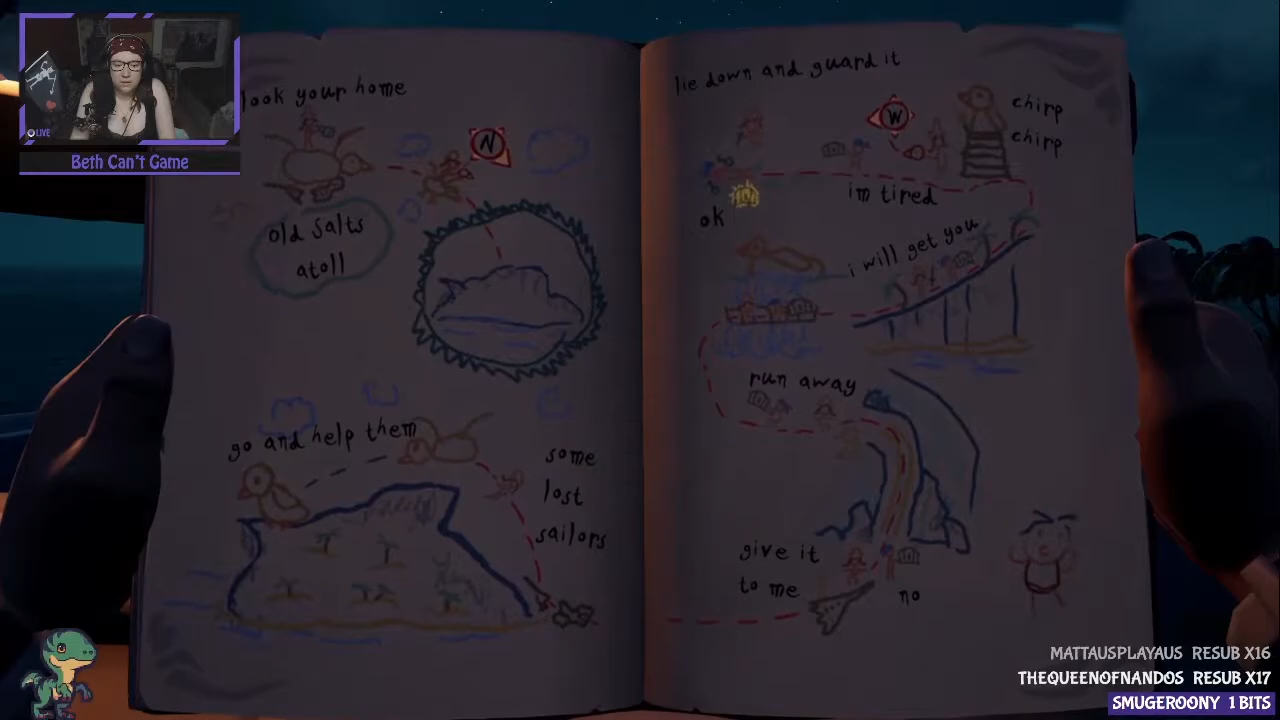 LIVE
Beth Can't Game
look your home
N
old salts
atoll
go and help them
some
lost
sailors
lie down and guard it
W
chirp
chirp
im tired
ok
i will get you
run away
give it
to me
no
MATTAUSPLAYAUS RESUB X16
THEQUEENOFNANDOS RESUB X17
SMUGEROONY 1 BITS